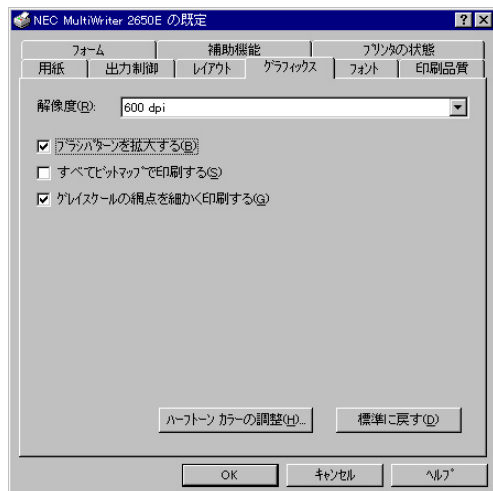 NEC MultiWriter 2650E の既定
フォーム 補助機能 プリンタの状態
用紙 出力制御 レイアウト グラフィックス フォント 印刷品質
解像度(R): 600 dpi
ブラシパターンを拡大する(B)
すべてビットマップで印刷する(S)
グレイスケールの網点を細かく印刷する(G)
ハーフトーン カラーの調整(H)... 標準に戻す(D)
OK キャンセル ヘルプ